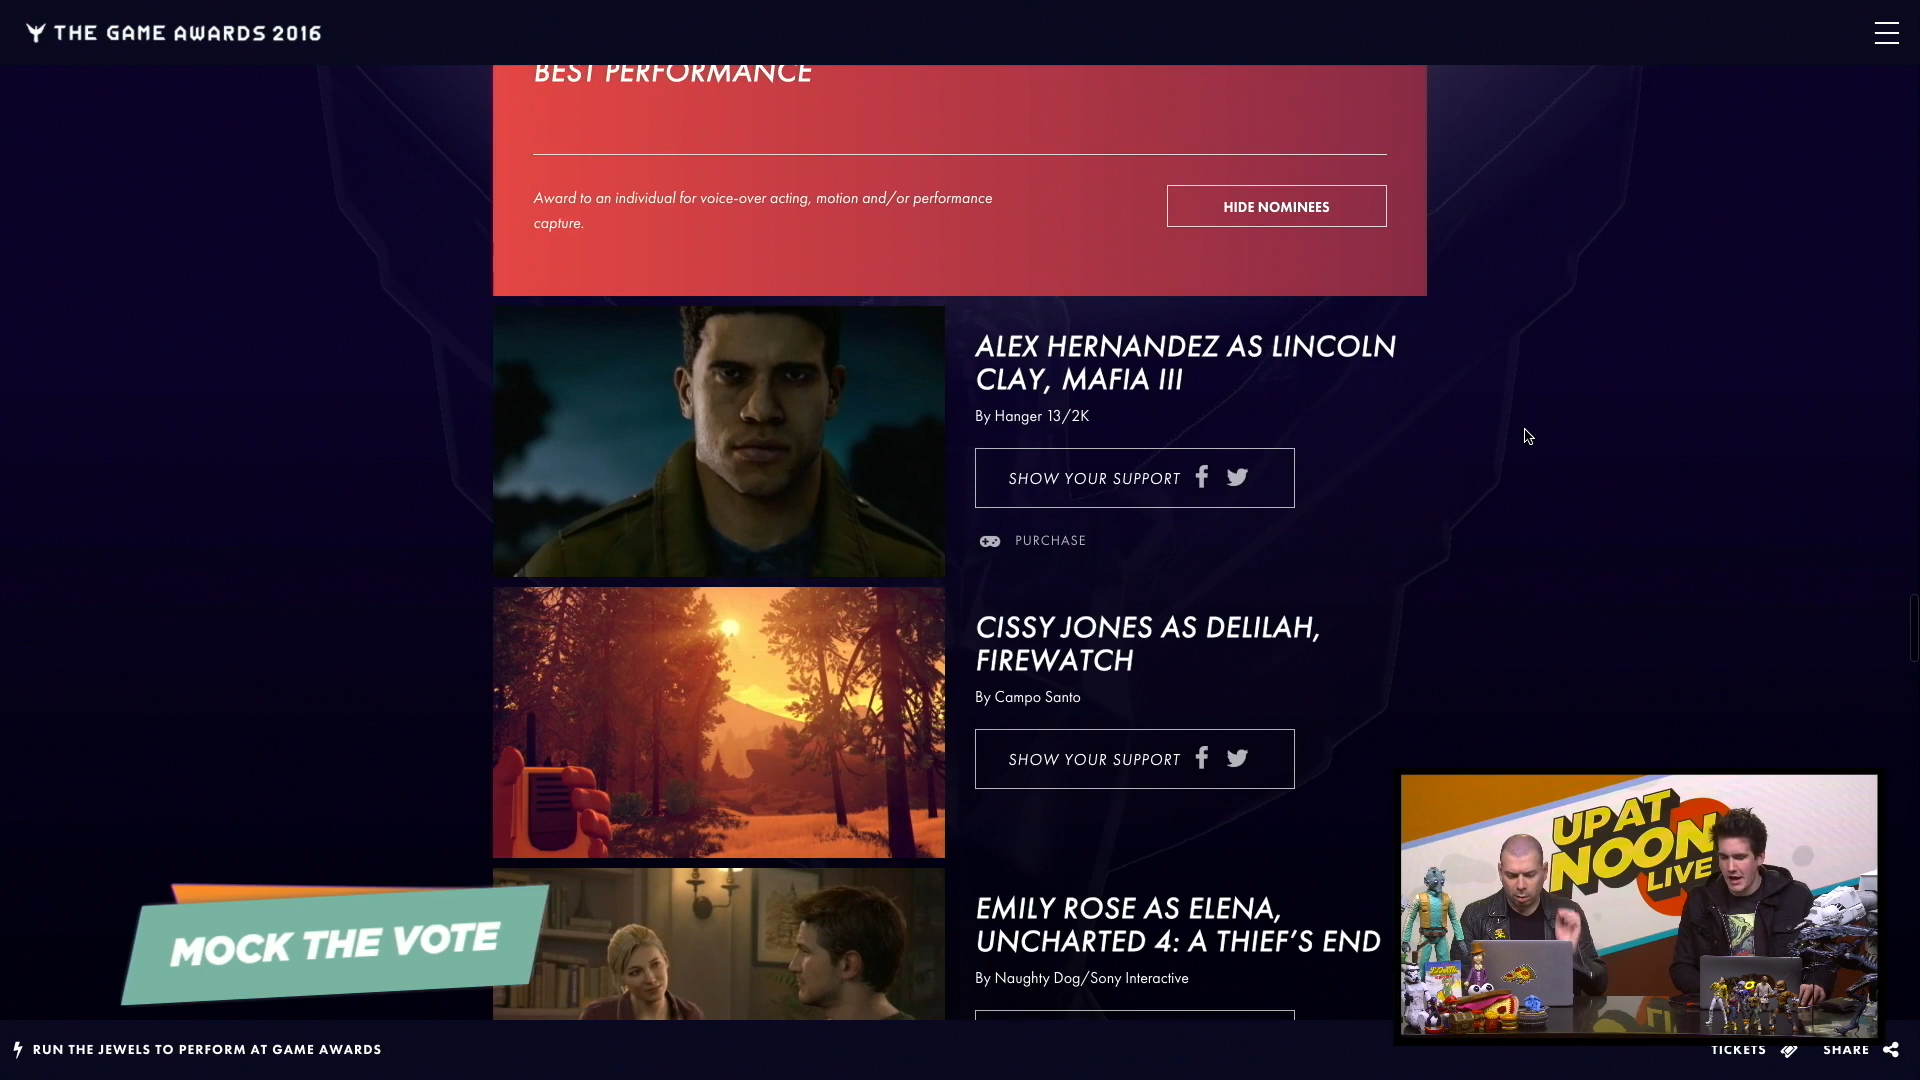 THE GAME AWARDS 2016
BEST PERFORMANCE
Award to an individual for voice-over acting, motion and/or performance
capture.
HIDE NOMINEES
ALEX HERNANDEZ AS LINCOLN
CLAY, MAFIA III
By Hanger 13/2K
SHOW YOUR SUPPORT
PURCHASE
CISSY JONES AS DELILAH,
FIREWATCH
By Campo Santo
SHOW YOUR SUPPORT
EMILY ROSE AS ELENA,
UNCHARTED 4: A THIEF'S END
By Naughty Dog/Sony Interactive
UP AT
NOON
LIVE
MOCK THE VOTE
RUN THE JEWELS TO PERFORM AT GAME AWARDS
TICKETS
SHARE